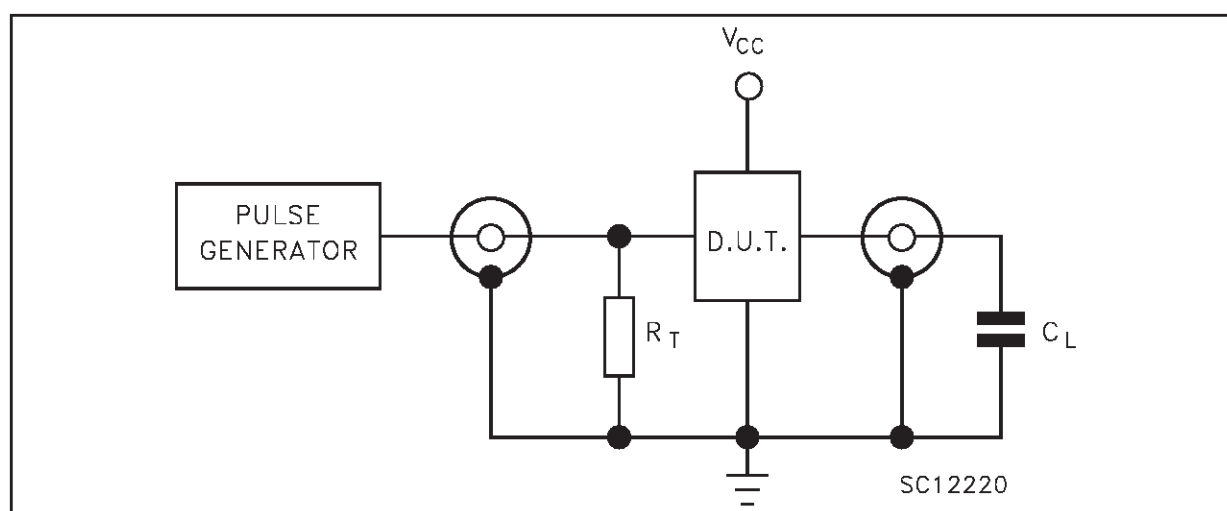 VCC
PULSE
GENERATOR
D.U.T.
RT
CL
SC12220